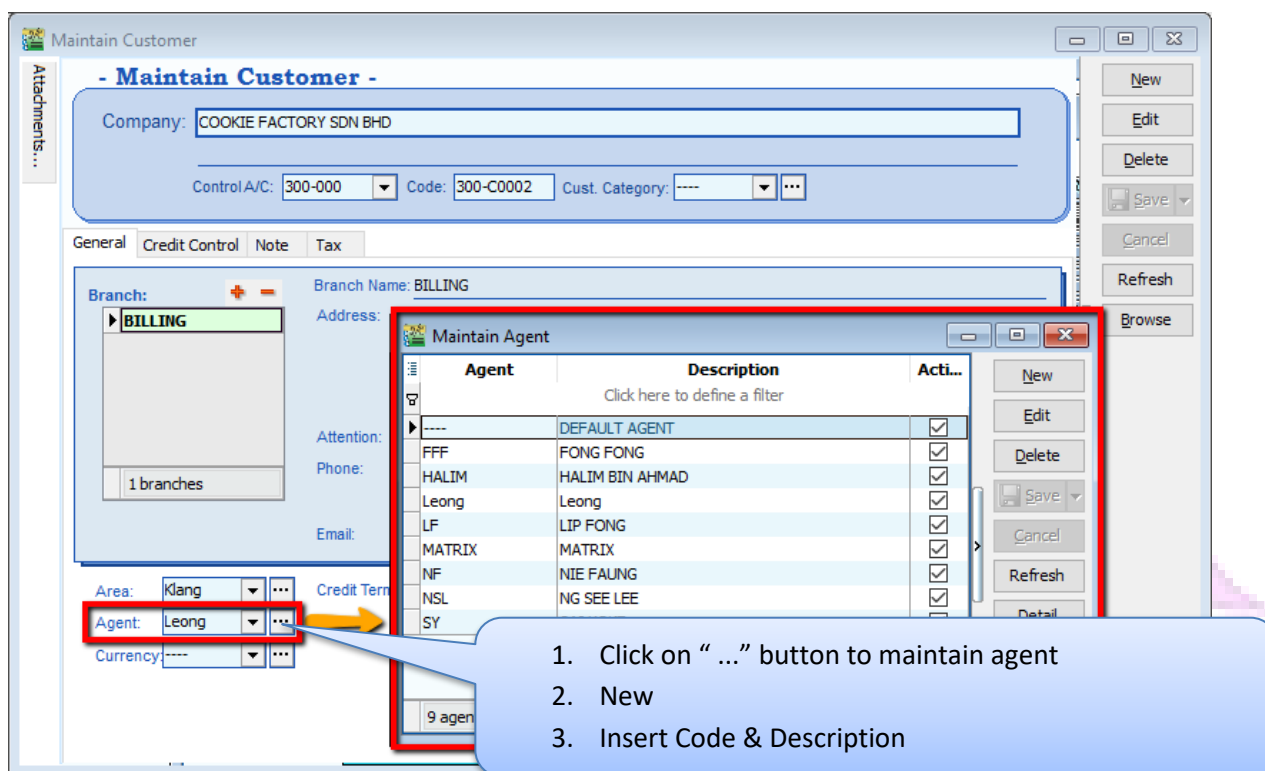 Maintain Customer
Attachments...
- Maintain Customer -
Company: COOKIE FACTORY SDN BHD
Control A/C: 300-000 Code: 300-C0002 Cust. Category: ----
General Credit Control Note Tax
Branch:
BILLING
1 branches
Branch Name: BILLING
Address:
Attention:
Phone:
Email:
Area: Klang
Agent: Leong
Currency: ----
Credit Term
New
Edit
Delete
Save
Cancel
Refresh
Browse
Maintain Agent
Agent Description Acti...
Click here to define a filter
---- DEFAULT AGENT
FFF FONG FONG
HALIM HALIM BIN AHMAD
Leong Leong
LF LIP FONG
MATRIX MATRIX
NF NIE FAUNG
NSL NG SEE LEE
SY
9 agen
New
Edit
Delete
Save
Cancel
Refresh
Detail
1. Click on “ ...” button to maintain agent
2. New
3. Insert Code & Description